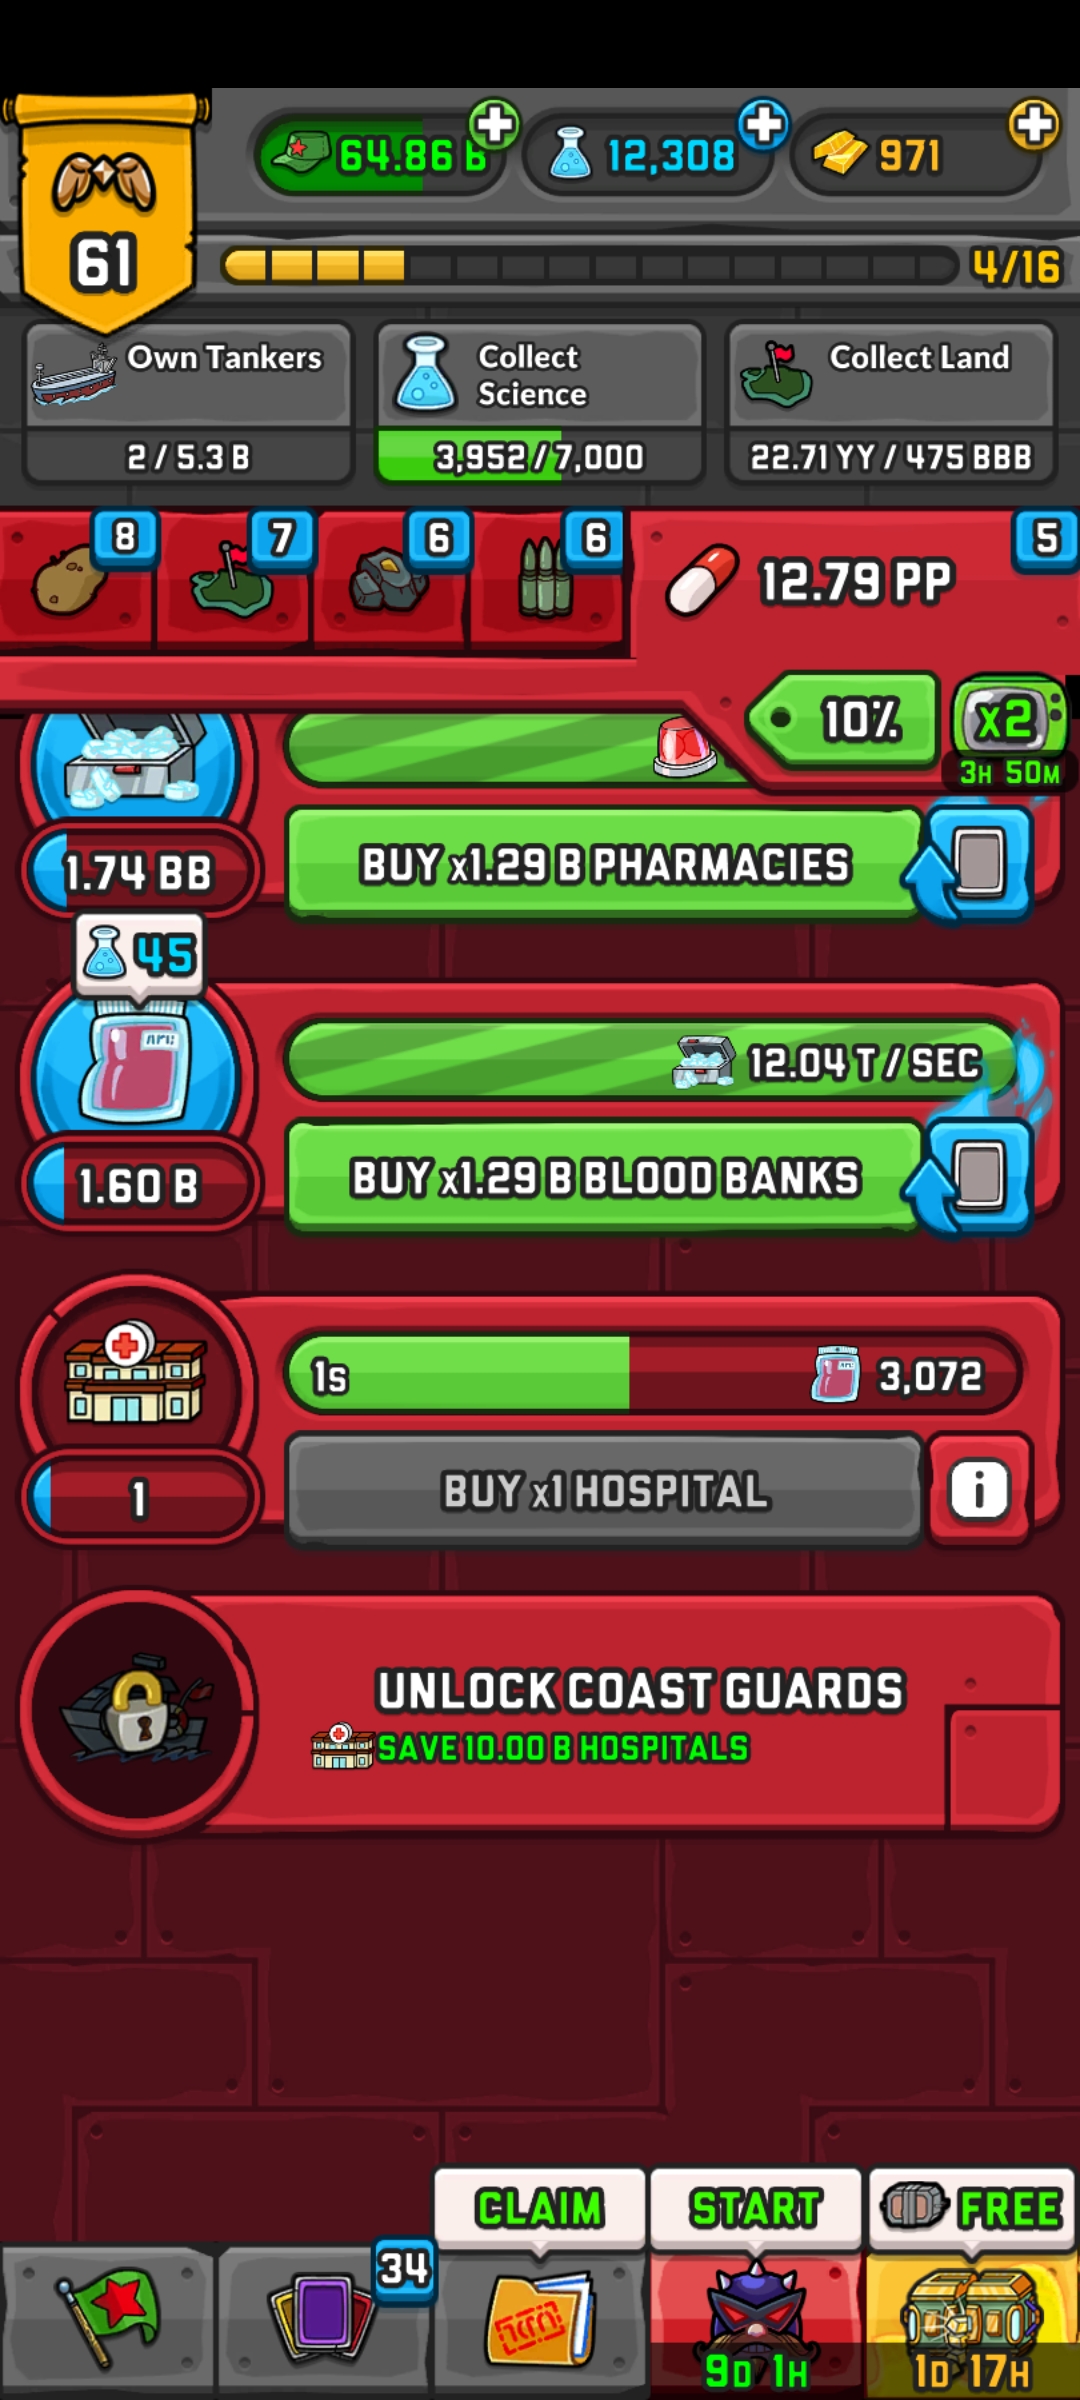 64.86 B
12,308
971
61
4/16
Own Tankers
2 / 5.3 B
Collect
Science
3,952 / 7,000
Collect Land
22.71 YY / 475 BBB
8
7
6
6
12.79 PP
5
10%
x2
3H 50M
1.74 BB
BUY x1.29 B PHARMACIES
45
12.04 T / SEC
1.60 B
BUY x1.29 B BLOOD BANKS
1s
3,072
1
BUY x1 HOSPITAL
i
UNLOCK COAST GUARDS
SAVE 10.00 B HOSPITALS
CLAIM
START
FREE
34
9D 1H
1D 17H